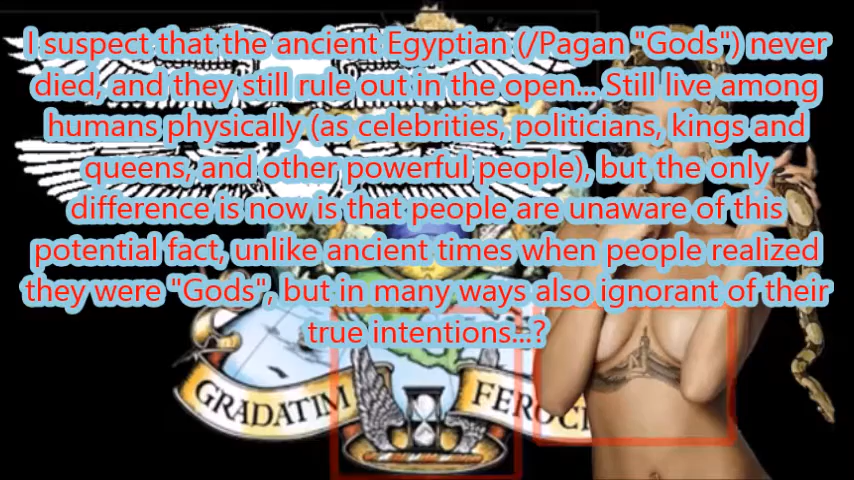 I suspect that the ancient Egyptian (/Pagan "Gods") never
died, and they still rule out in the open... Still live among
humans physically (as celebrities, politicians, kings and
queens, and other powerful people), but the only
difference is now is that people are unaware of this
potential fact, unlike ancient times when people realized
they were "Gods", but in many ways also ignorant of their
true intentions...?
GRADATIM